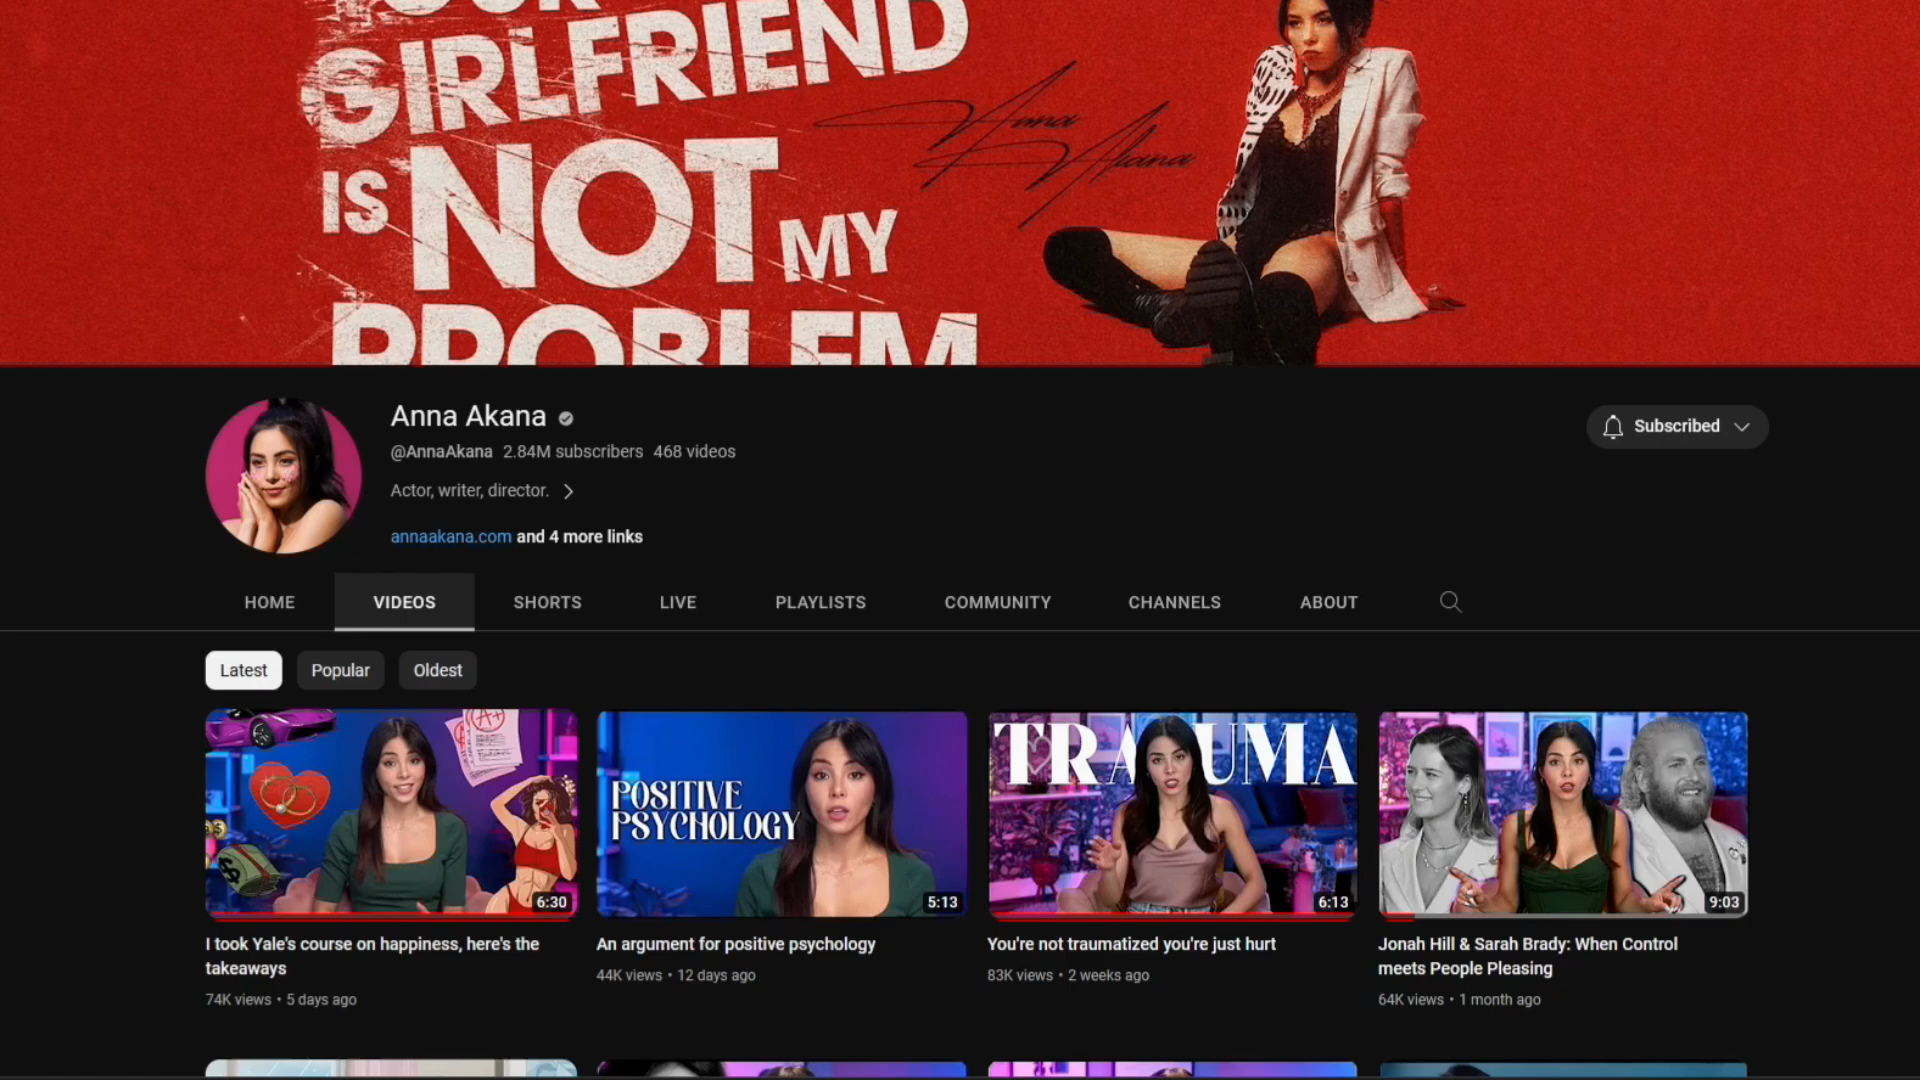 YOUR
GIRLFRIEND
IS NOT MY
PROBLEM
Anna
Akana
Anna Akana
@AnnaAkana 2.84M subscribers 468 videos
Actor, writer, director.
annaakana.com and 4 more links
Subscribed
HOME VIDEOS SHORTS LIVE PLAYLISTS COMMUNITY CHANNELS ABOUT
Latest Popular Oldest
A+
$
6:30
POSITIVE
PSYCHOLOGY
5:13
TRAUMA
6:13
9:03
I took Yale's course on happiness, here's the
takeaways
74K views • 5 days ago
An argument for positive psychology
44K views • 12 days ago
You're not traumatized you're just hurt
83K views • 2 weeks ago
Jonah Hill & Sarah Brady: When Control
meets People Pleasing
64K views • 1 month ago